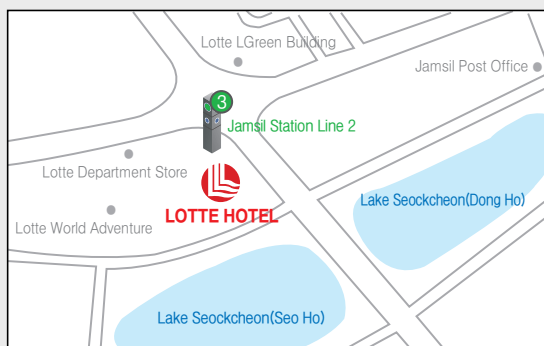 Lotte LGreen Building
Jamsil Post Office
3
Jamsil Station Line 2
Lotte Department Store
LOTTE HOTEL
Lake Seockcheon(Dong Ho)
Lotte World Adventure
Lake Seockcheon(Seo Ho)